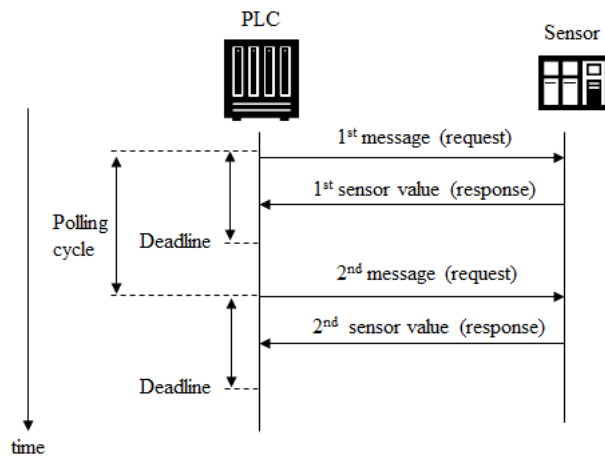 PLC
Sensor
1st message (request)
1st sensor value (response)
Polling
cycle
Deadline
2nd message (request)
2nd sensor value (response)
Deadline
time